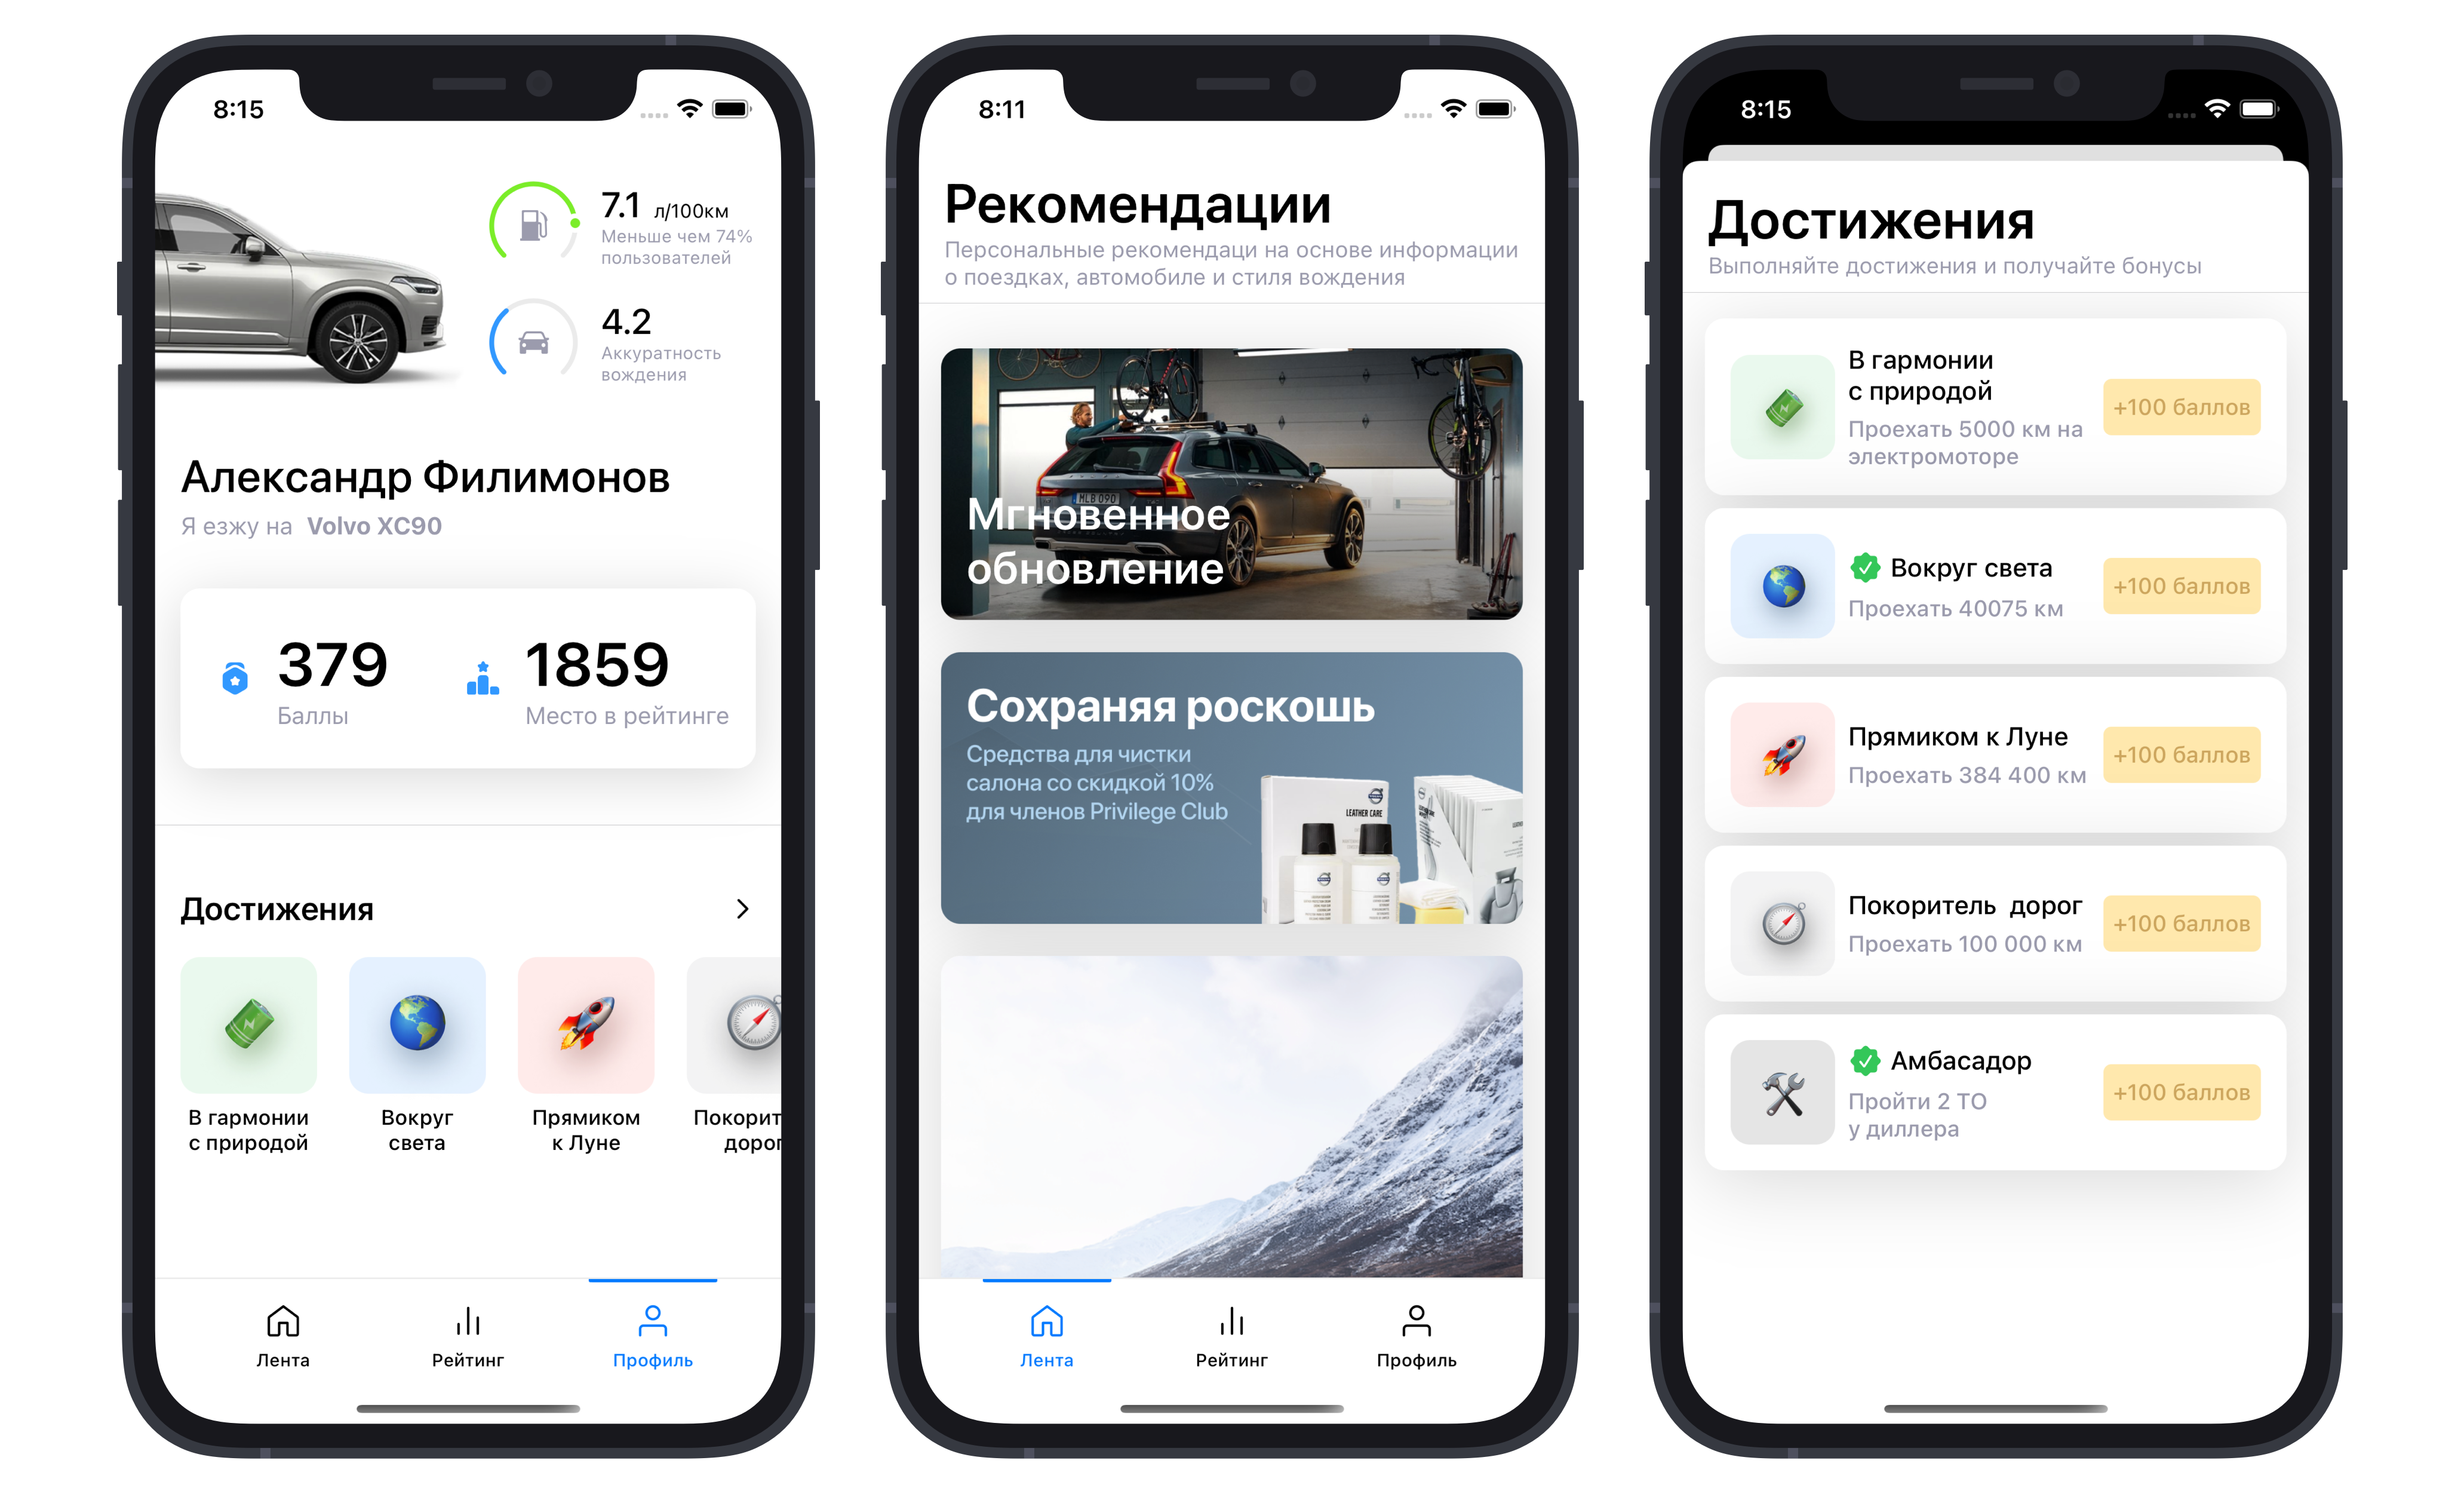 8:15
7.1 л/100км
Меньше чем 74%
пользователей
4.2
Аккуратность
вождения
Александр Филимонов
Я езжу на Volvo XC90
379
Баллы
1859
Место в рейтинге
Достижения
В гармонии
с природой
Вокруг
света
Прямиком
к Луне
Покорит
дорог
Лента
Рейтинг
Профиль
8:11
Рекомендации
Персональные рекомендаци на основе информации
о поездках, автомобиле и стиля вождения
MLB 090
Мгновенное
обновление
Сохраняя роскошь
Средства для чистки
салона со скидкой 10%
для членов Privilege Club
LEATHER CARE
Лента
Рейтинг
Профиль
8:15
Достижения
Выполняйте достижения и получайте бонусы
В гармонии
с природой
Проехать 5000 км на
электромоторе
+100 баллов
Вокруг света
Проехать 40075 км
+100 баллов
Прямиком к Луне
Проехать 384 400 км
+100 баллов
Покоритель  дорог
Проехать 100 000 км
+100 баллов
Амбасадор
Пройти 2 ТО
у диллера
+100 баллов